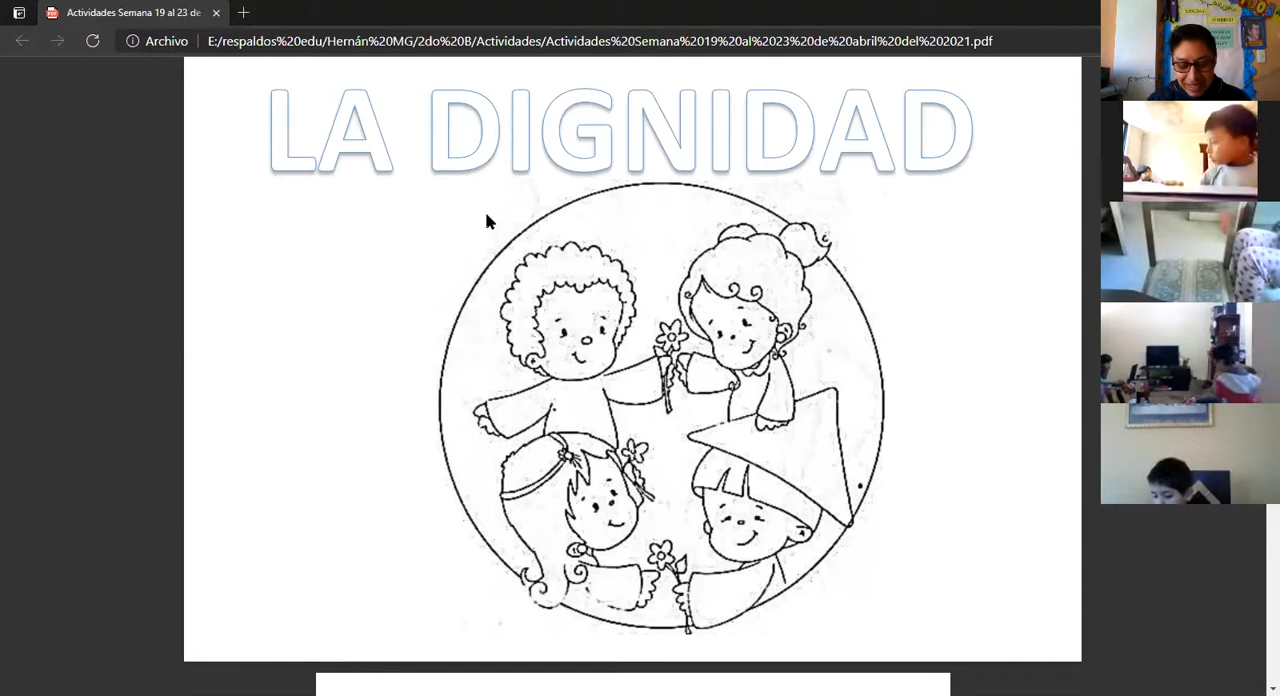 Actividades Semana 19 al 23 de
Archivo
E:/respaldos%20edu/Hernán%20MG/2do%20B/Actividades/Actividades%20Semana%2019%20al%2023%20de%20abril%20del%202021.pdf
LA DIGNIDAD